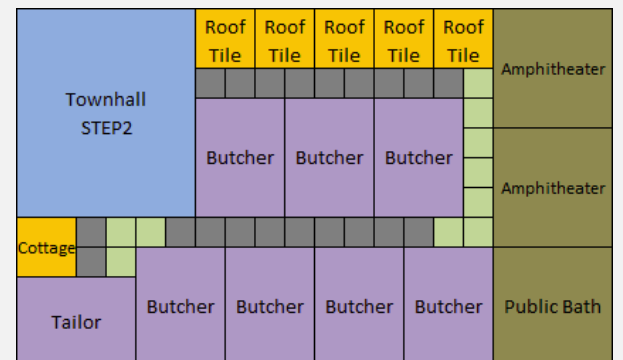 Roof Roof Roof Roof Roof
Tile Tile Tile Tile Tile
Amphitheater
Townhall
STEP2
Butcher Butcher Butcher
Amphitheater
Cottage
Butcher Butcher Butcher Butcher Public Bath
Tailor